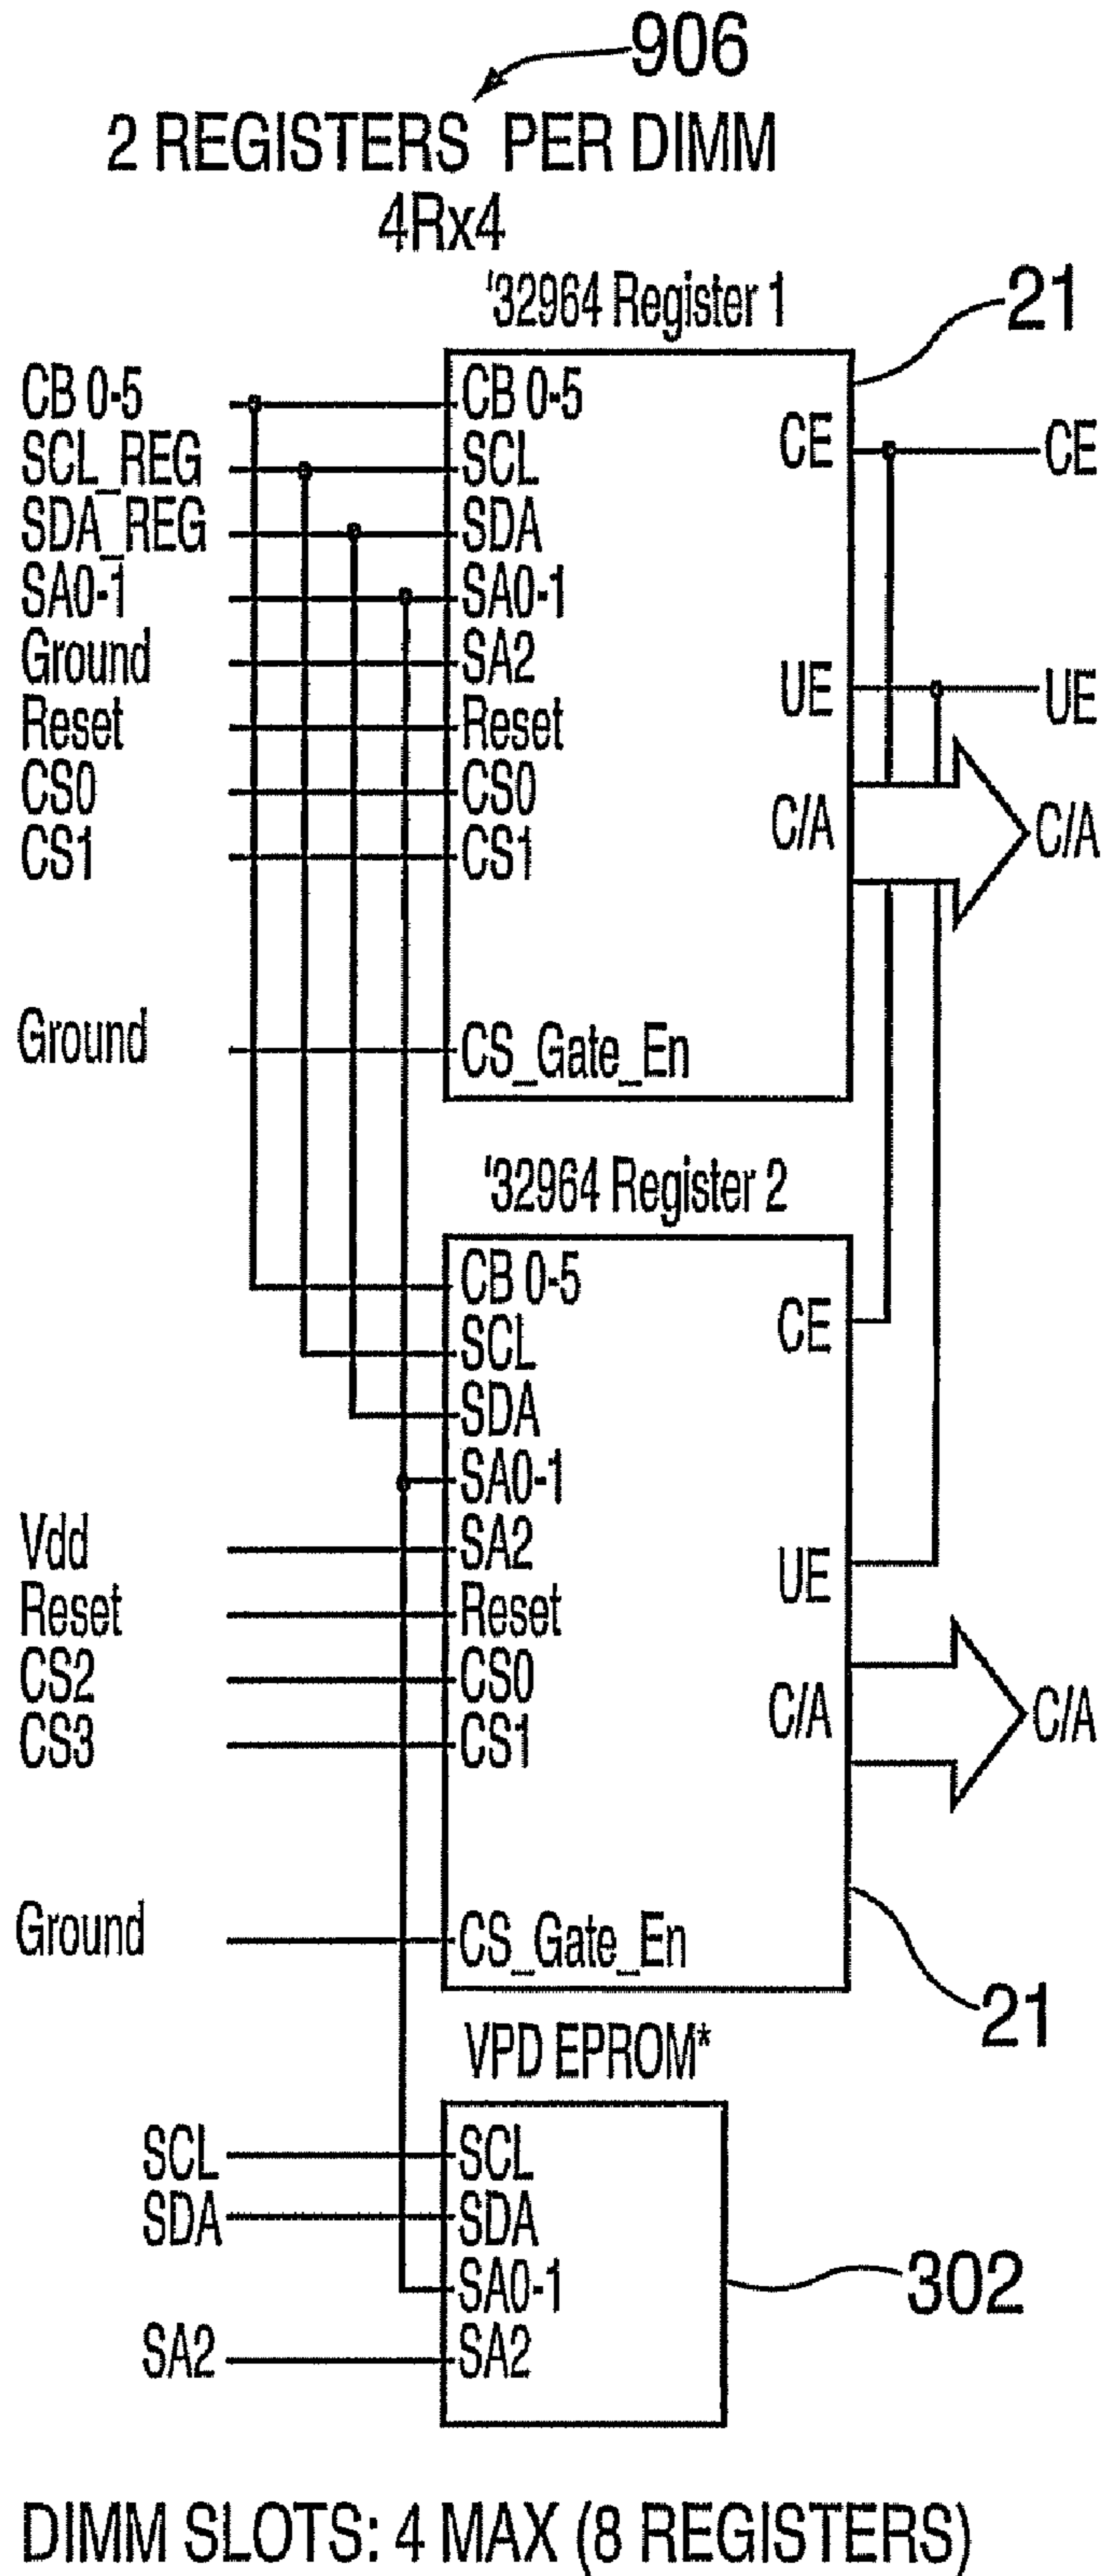 906
2 REGISTERS PER DIMM
4Rx4
'32964 Register 1
21
CB 0-5
SCL_REG
SDA_REG
SA0-1
Ground
Reset
CS0
CS1
Ground
CB 0-5
SCL
SDA
SA0-1
SA2
Reset
CS0
CS1
CS_Gate_En
CE
UE
C/A
CE
UE
C/A
'32964 Register 2
Vdd
Reset
CS2
CS3
Ground
CB 0-5
SCL
SDA
SA0-1
SA2
Reset
CS0
CS1
CS_Gate_En
CE
UE
C/A
C/A
21
VPD EPROM*
SCL
SDA
SA2
SCL
SDA
SA0-1
SA2
302
DIMM SLOTS: 4 MAX (8 REGISTERS)